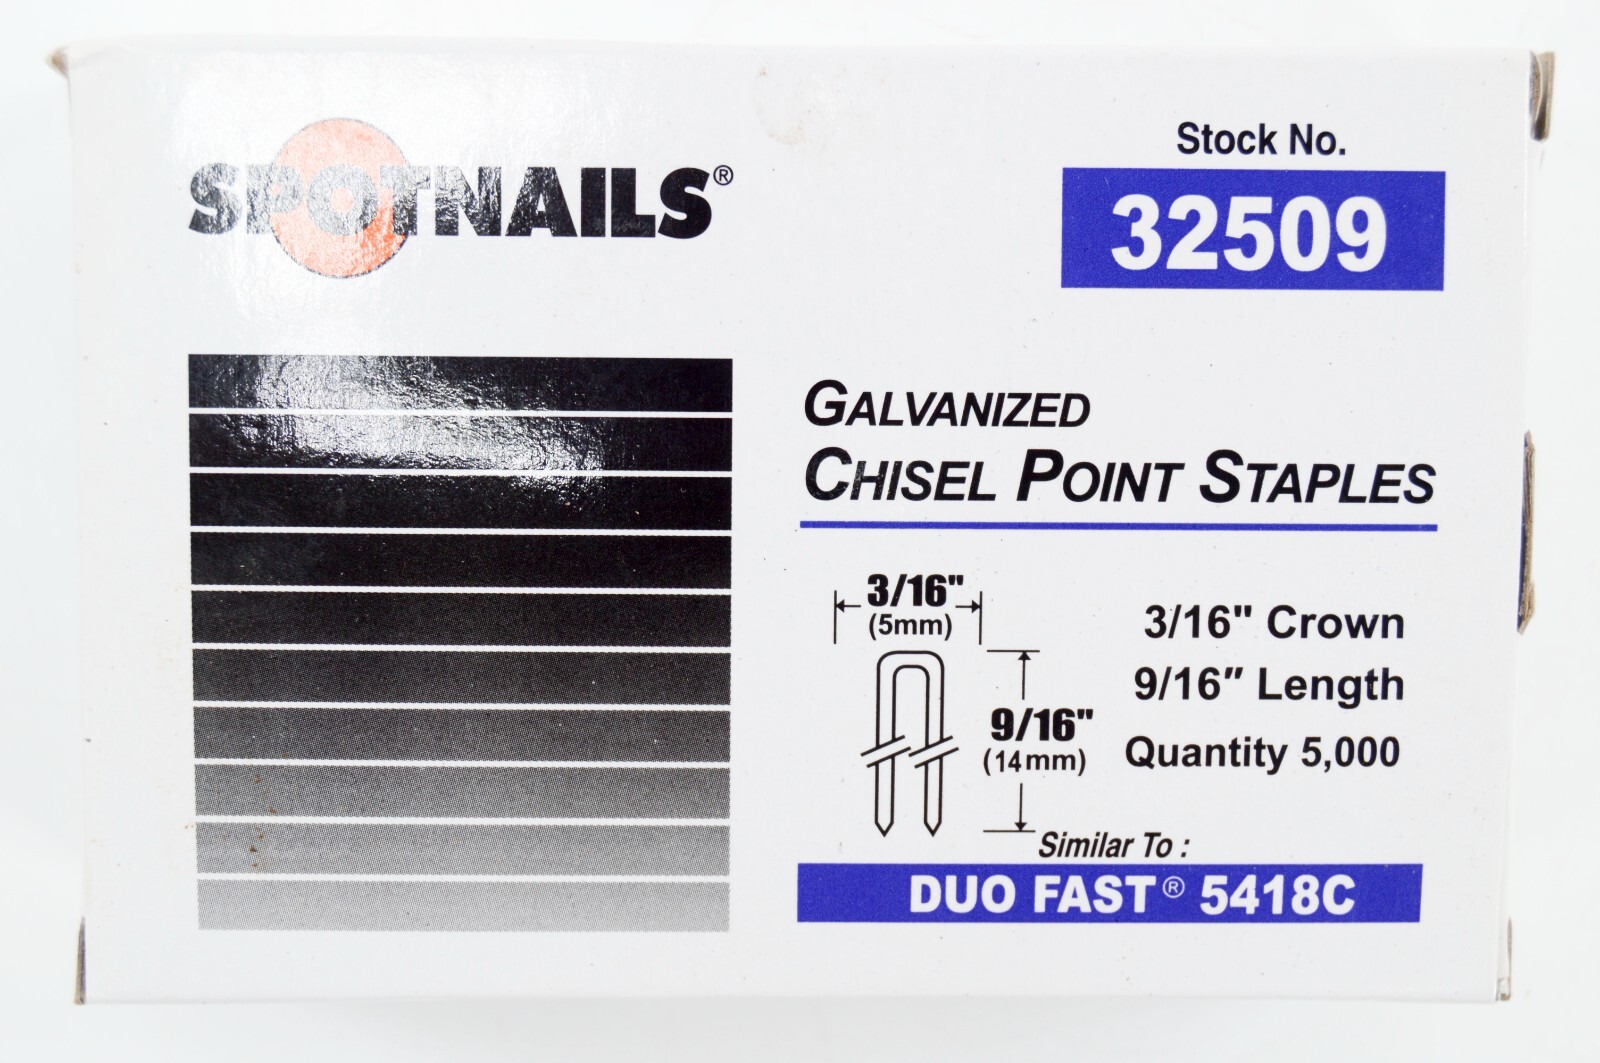 SPOTNAILS®
Stock No.
32509
GALVANIZED
CHISEL POINT STAPLES
3/16"
(5mm)
9/16"
(14mm)
3/16" Crown
9/16" Length
Quantity 5,000
Similar To :
DUO FAST® 5418C